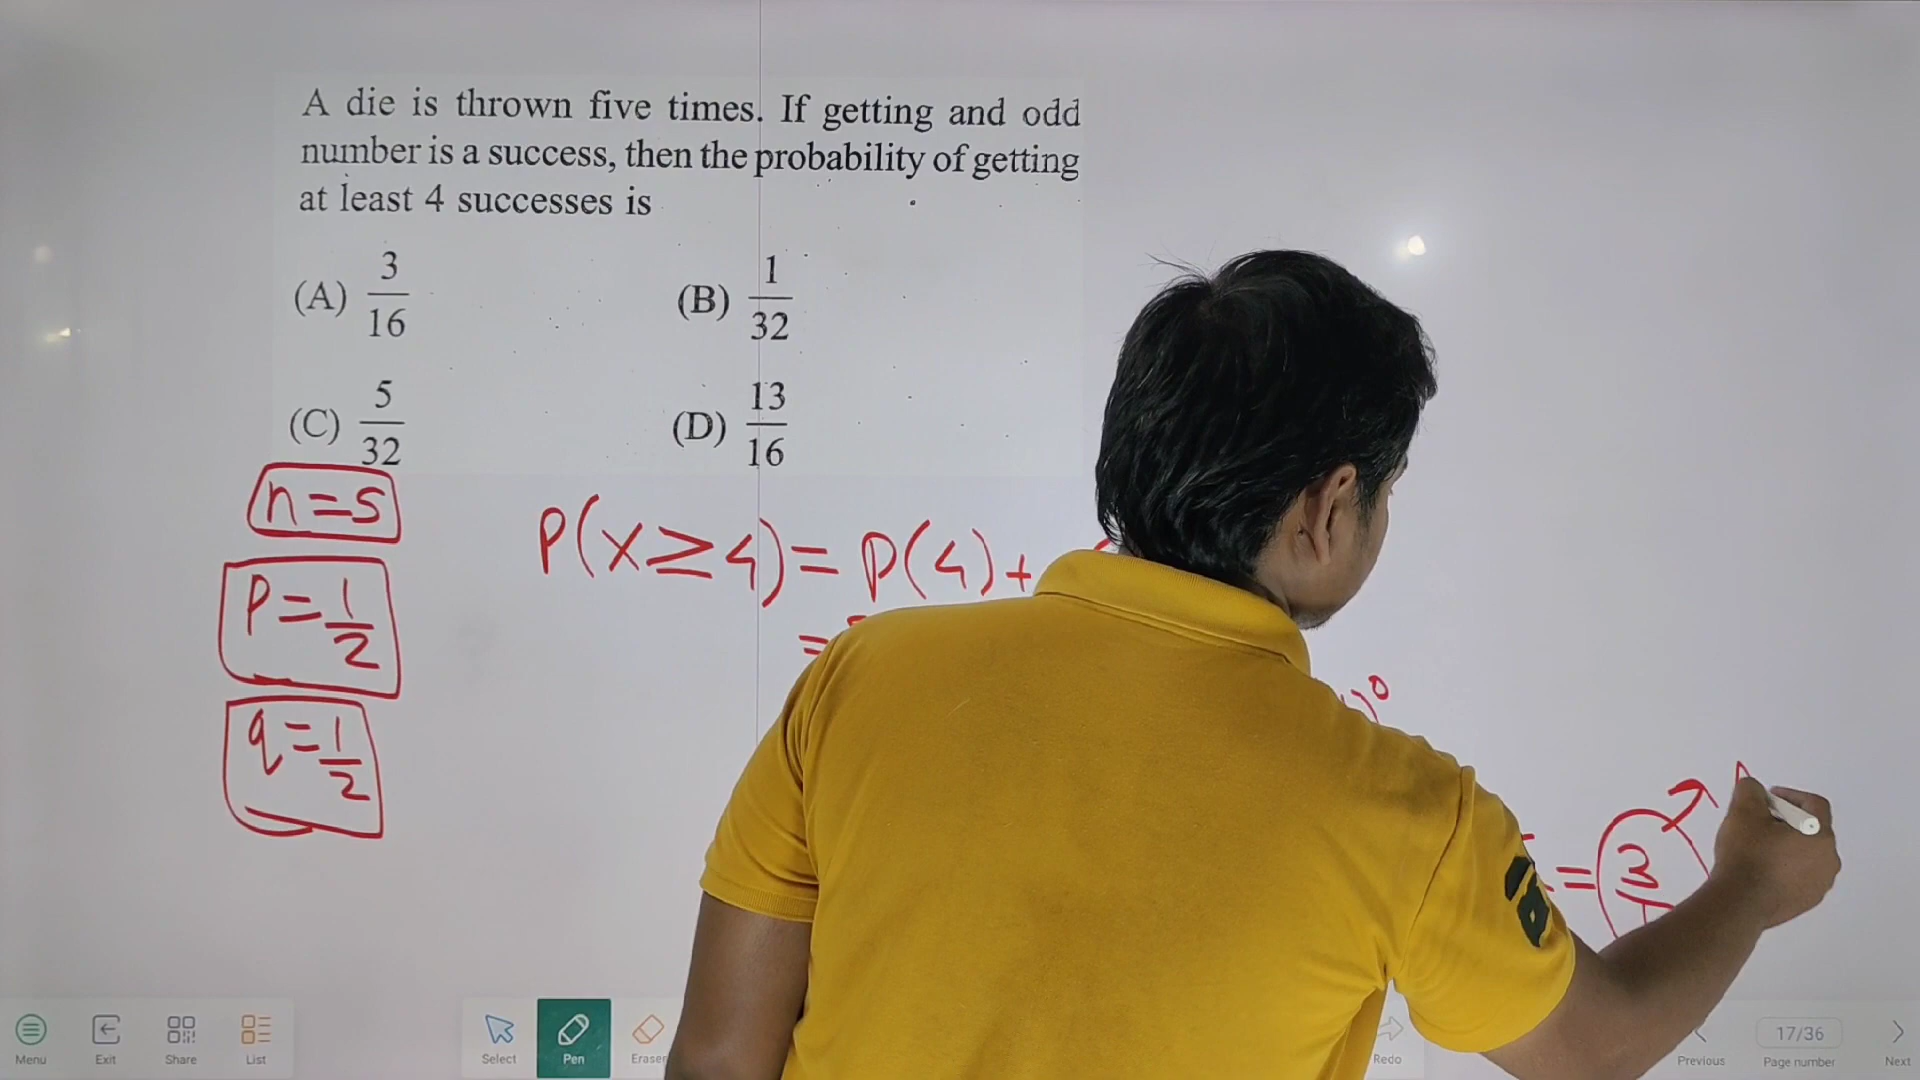 A die is thrown five times. If getting and odd
number is a success, then the probability of getting
at least 4 successes is
(A) 3/16 (B) 1/32
(C) 5/32 (D) 13/16
n=5
P(x≥4)= P(4)+
P=1/2
=
q=1/2
)⁰
= 3
Menu Exit Share List Select Pen Eraser Redo Previous 17/36 Page number Next